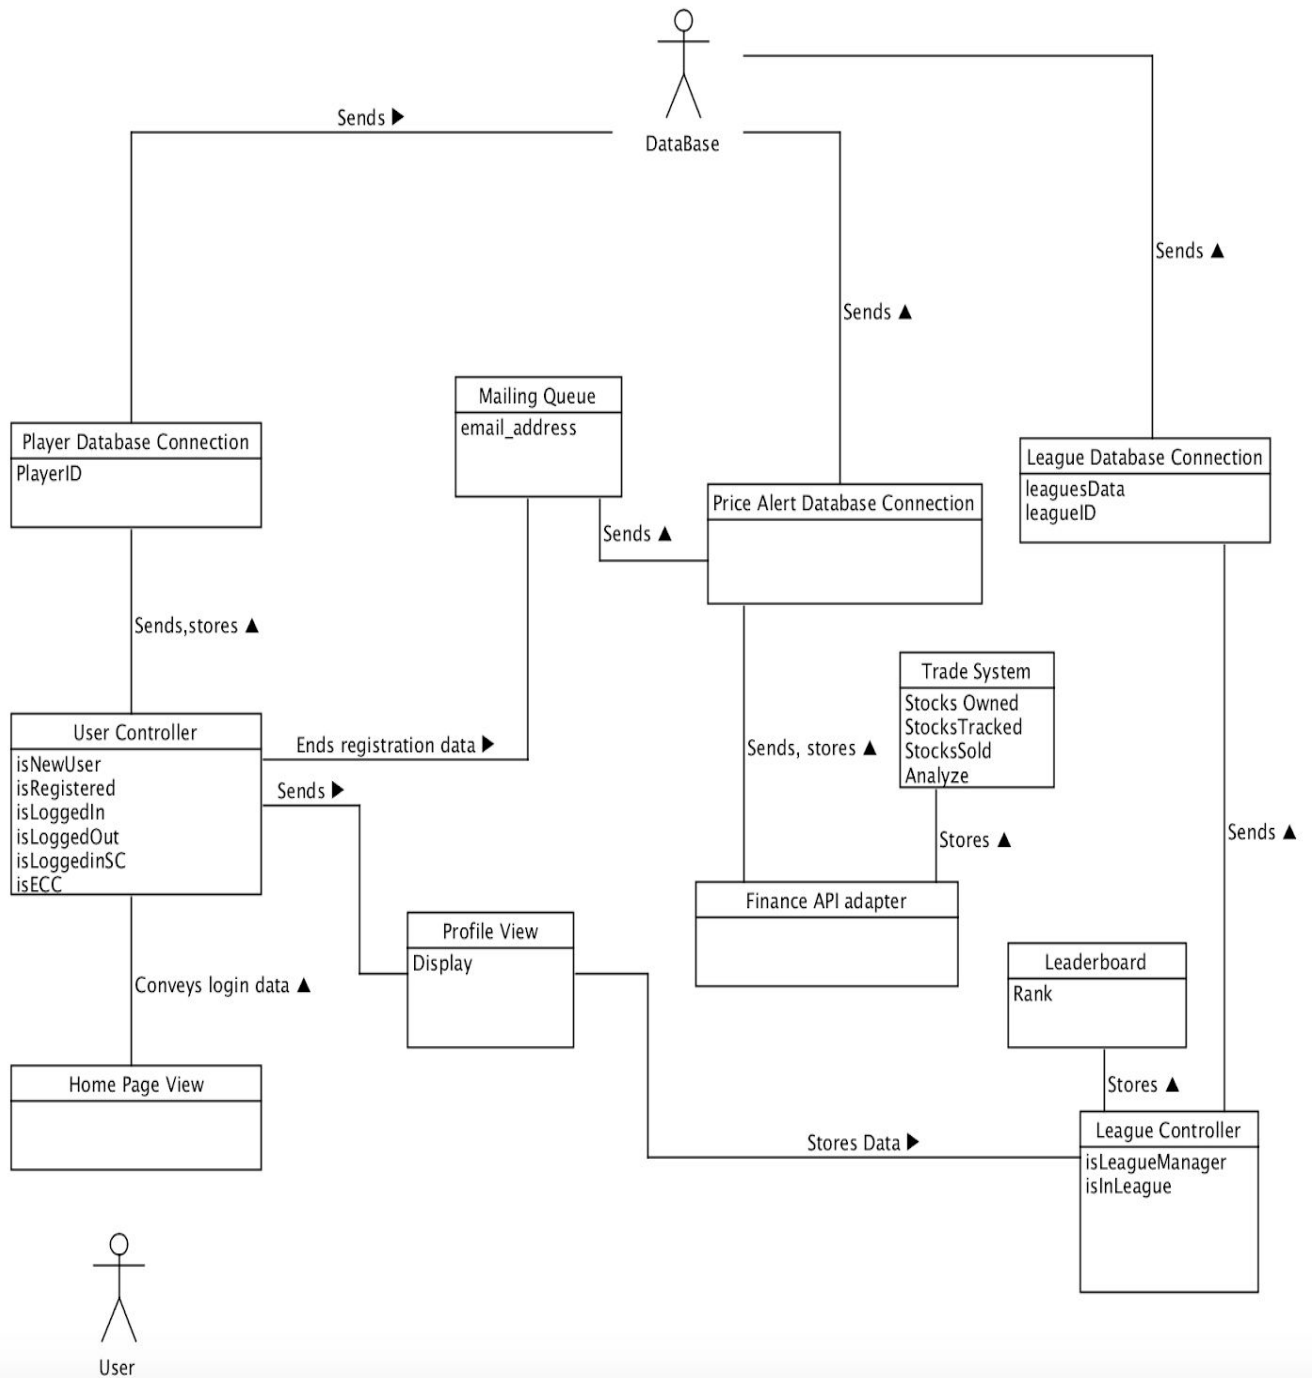 DataBase
Sends ▶
Sends ▲
Sends ▲
Mailing Queue
email_address
Player Database Connection
PlayerID
League Database Connection
leaguesData
leagueID
Price Alert Database Connection
Sends ▲
Sends,stores ▲
Trade System
Stocks Owned
StocksTracked
StocksSold
Analyze
User Controller
isNewUser
isRegistered
isLoggedIn
isLoggedOut
isLoggedinSC
isECC
Ends registration data ▶
Sends ▶
Sends, stores ▲
Stores ▲
Sends ▲
Finance API adapter
Profile View
Display
Leaderboard
Rank
Conveys login data ▲
Home Page View
Stores ▲
League Controller
isLeagueManager
isInLeague
Stores Data ▶
User